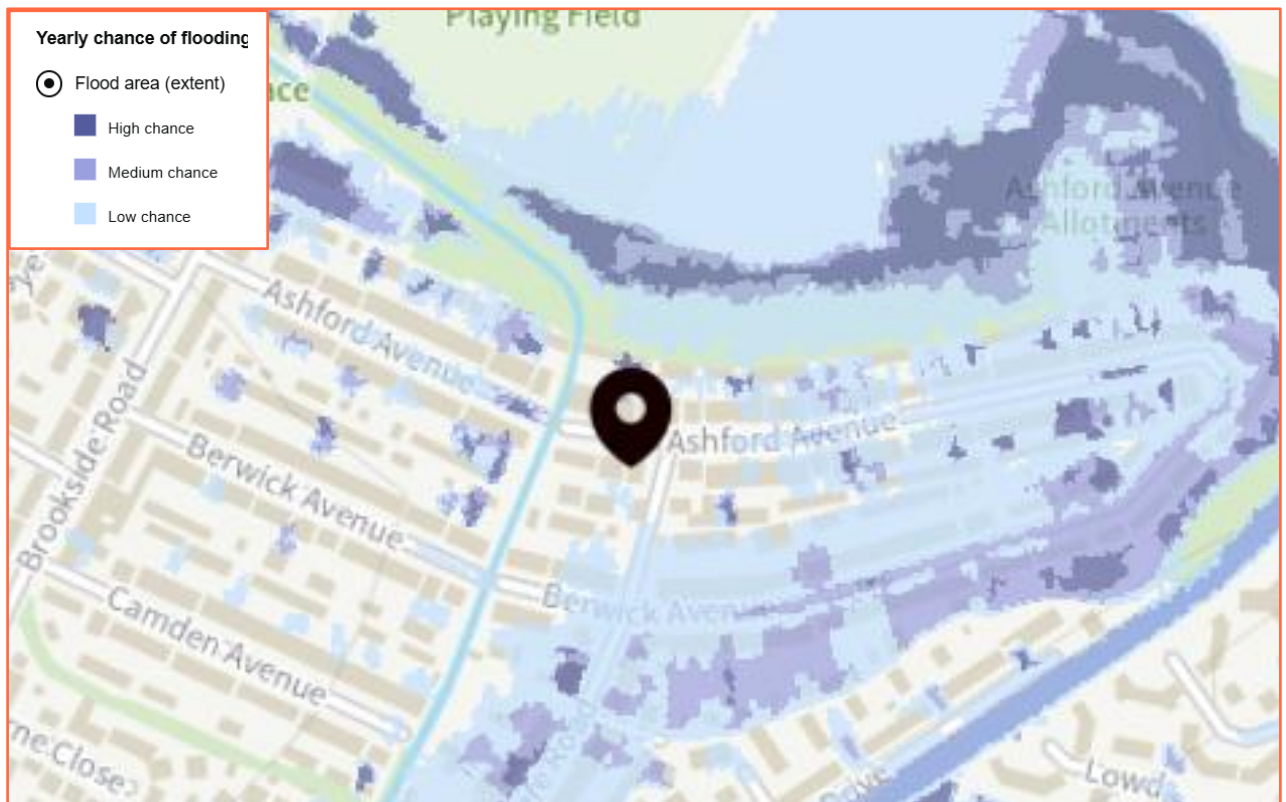 Yearly chance of flooding
Flood area (extent)
High chance
Medium chance
Low chance
Playing Field
Ashford Avenue
Allotments
Ashford Avenue
Ashford Avenue
Brookside Road
Berwick Avenue
Berwick Avenue
Camden Avenue